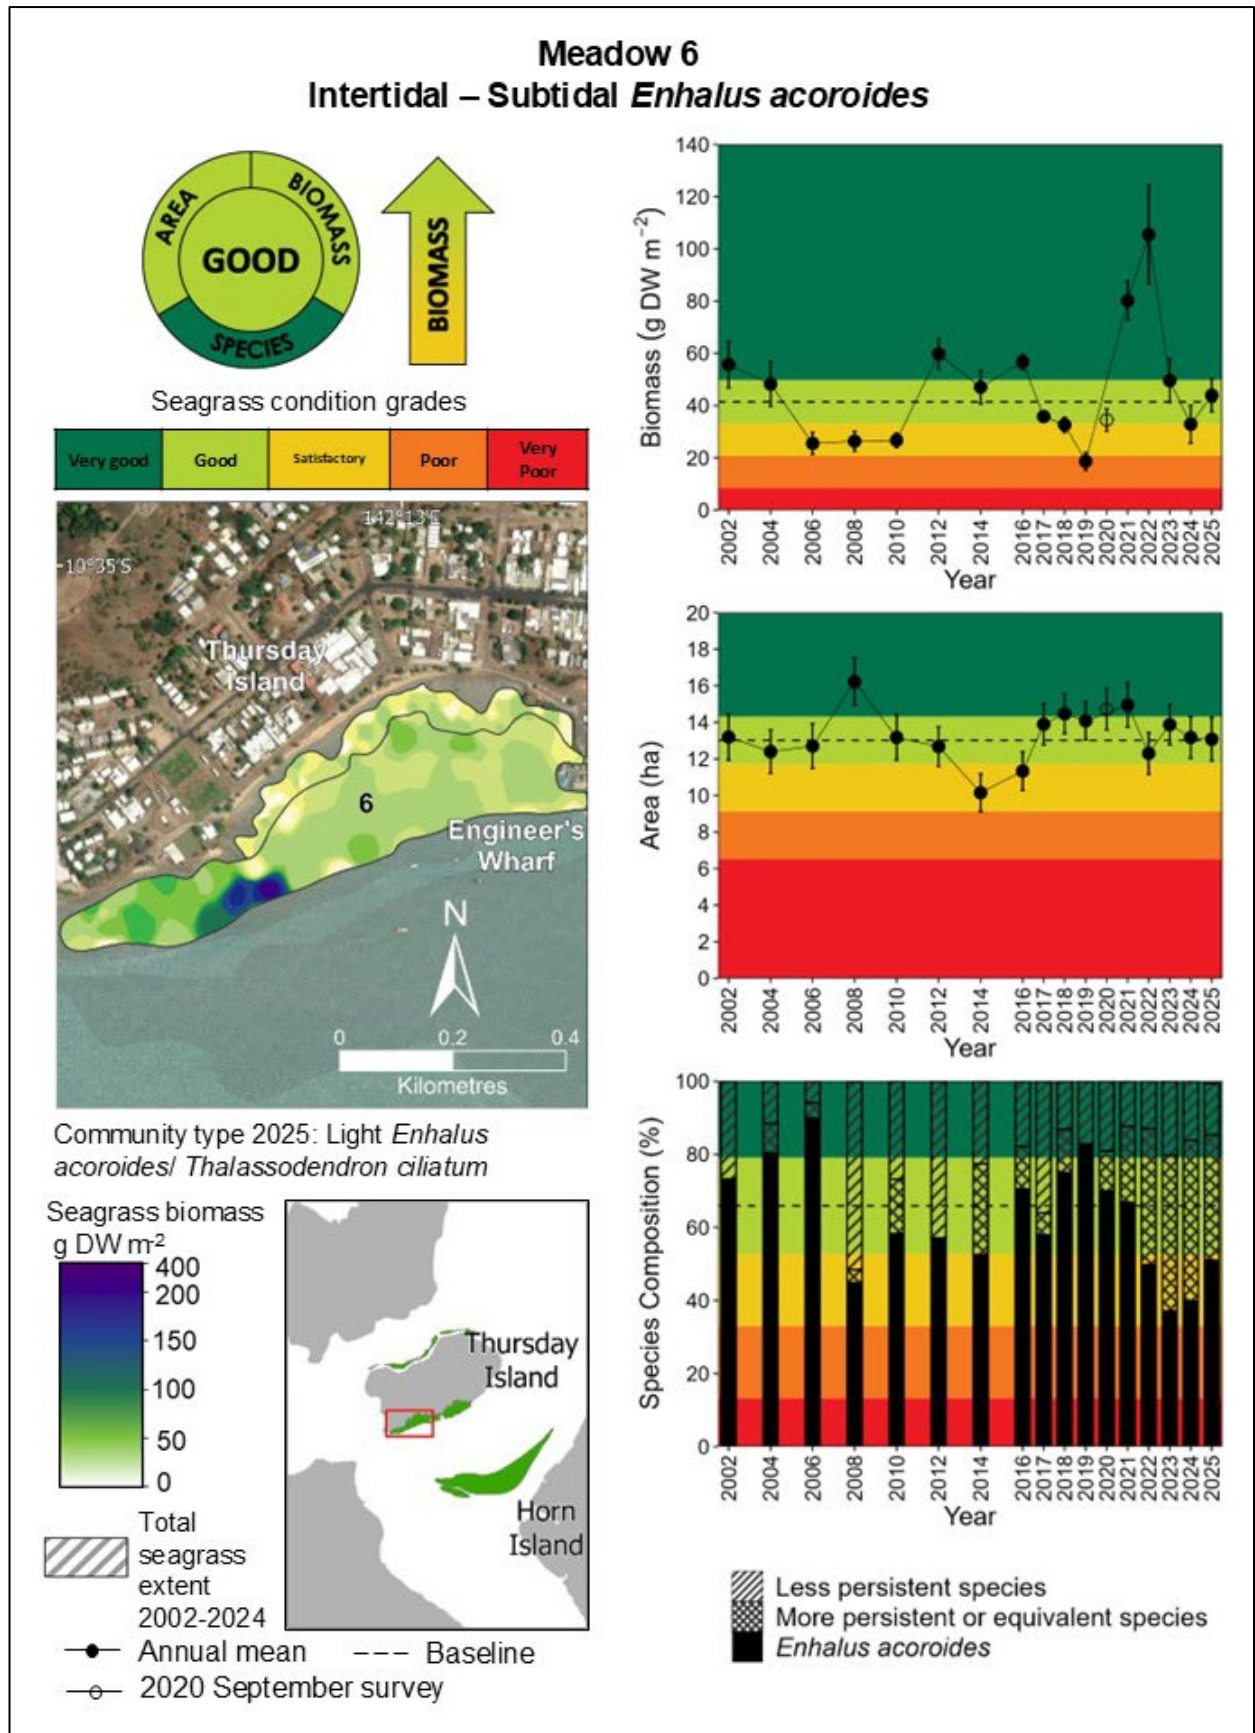 Meadow 6
Intertidal – Subtidal Enhalus acoroides
AREA
BIOMASS
GOOD
SPECIES
BIOMASS
Seagrass condition grades
Very good
Good
Satisfactory
Poor
Very
Poor
142°13'E
10°35'S
Thursday
Island
6
Engineer's
Wharf
N
0 0.2 0.4
Kilometres
Community type 2025: Light Enhalus
acoroides/ Thalassodendron ciliatum
Seagrass biomass
g DW m-2
400
200
150
100
50
0
Total
seagrass
extent
2002-2024
Thursday
Island
Horn
Island
Annual mean
Baseline
2020 September survey
Biomass (g DW m−2)
140
120
100
80
60
40
20
0
2002 2004 2006 2008 2010 2012 2014 2016 2017 2018 2019 2020 2021 2022 2023 2024 2025
Year
Area (ha)
20
18
16
14
12
10
8
6
4
2
0
2002 2004 2006 2008 2010 2012 2014 2016 2017 2018 2019 2020 2021 2022 2023 2024 2025
Year
Species Composition (%)
100
80
60
40
20
0
2002 2004 2006 2008 2010 2012 2014 2016 2017 2018 2019 2020 2021 2022 2023 2024 2025
Year
Less persistent species
More persistent or equivalent species
Enhalus acoroides